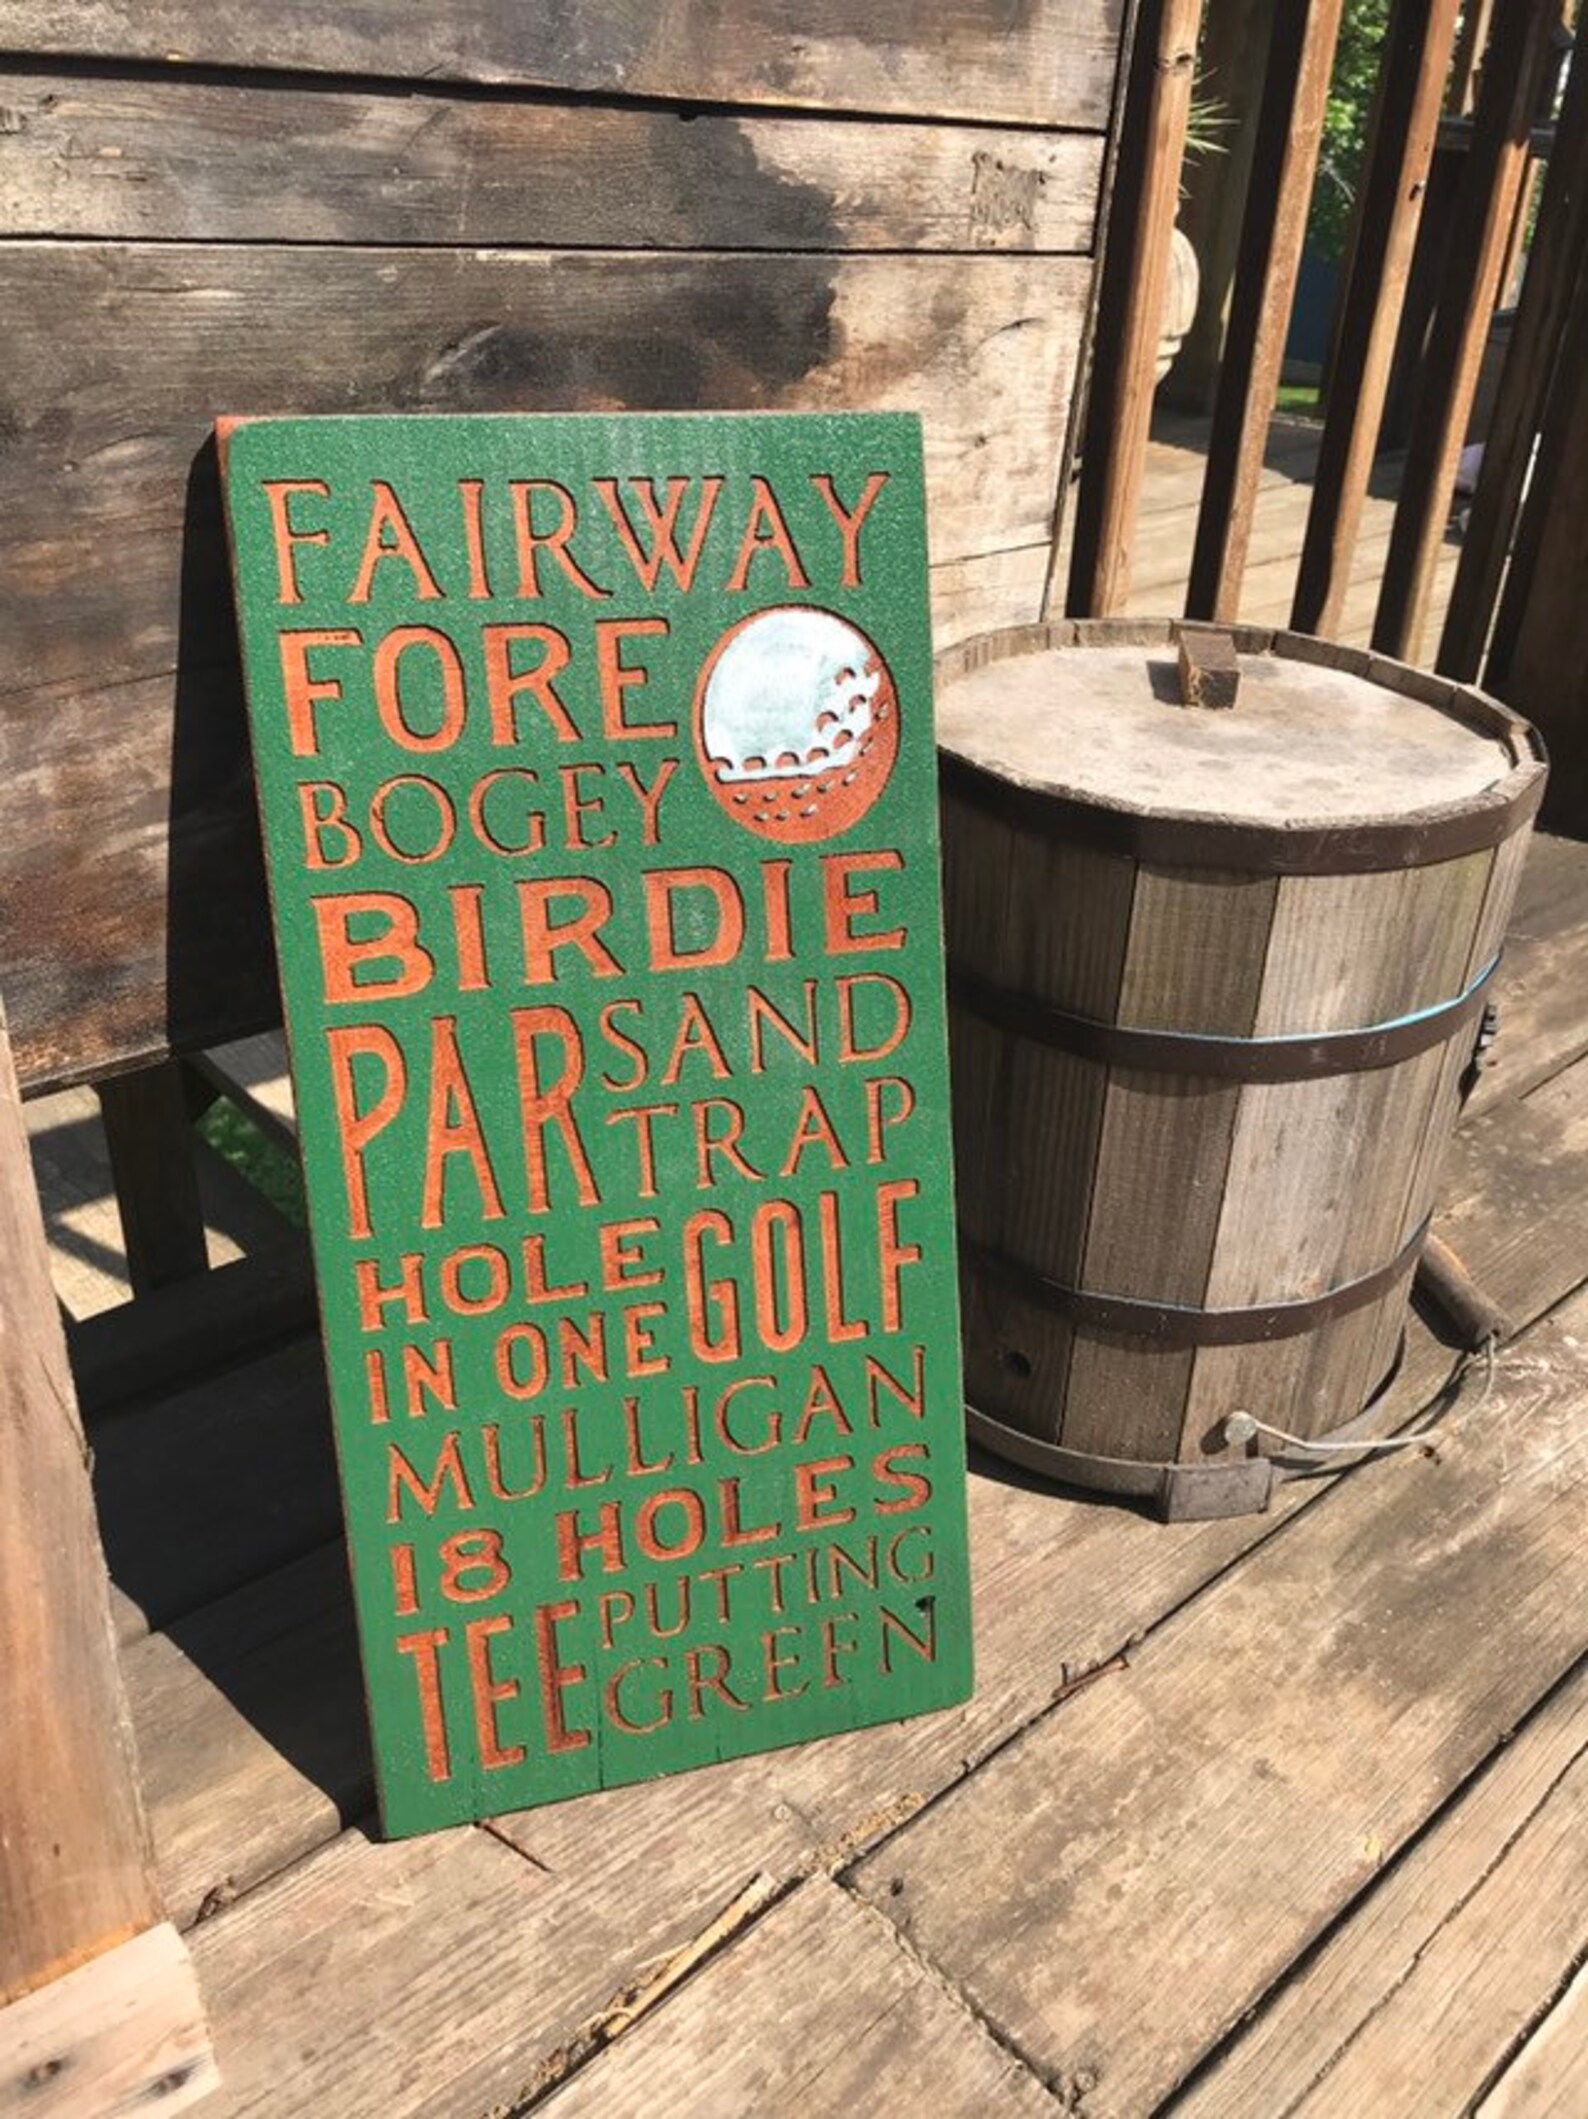 FAIRWAY
FORE
BOGEY
BIRDIE
PAR
SAND
TRAP
HOLE
IN ONE
GOLF
MULLIGAN
18 HOLES
TEE
PUTTING
GREEN